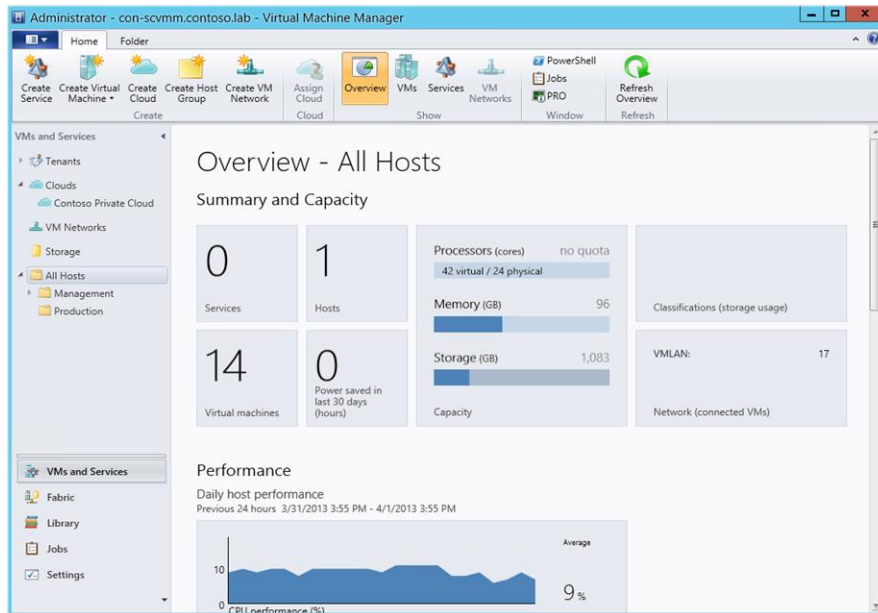 Administrator - con-scvmm.contoso.lab - Virtual Machine Manager
Home Folder
Create Service
Create Virtual Machine
Create Cloud
Create Host Group
Create VM Network
Assign Cloud
Overview
VMs
Services
VM Networks
PowerShell
Jobs
PRO
Refresh Overview
Create Cloud Show Window Refresh
VMs and Services
Tenants
Clouds
Contoso Private Cloud
VM Networks
Storage
All Hosts
Management
Production
VMs and Services
Fabric
Library
Jobs
Settings
Overview - All Hosts
Summary and Capacity
0
Services
1
Hosts
14
Virtual machines
0
Power saved in
last 30 days
(hours)
Processors (cores) no quota
42 virtual / 24 physical
Memory (GB) 96
Storage (GB) 1,083
Capacity
Classifications (storage usage)
VMLAN: 17
Network (connected VMs)
Performance
Daily host performance
Previous 24 hours 3/31/2013 3:55 PM - 4/1/2013 3:55 PM
10
0
CPU performance (%)
Average
9 %